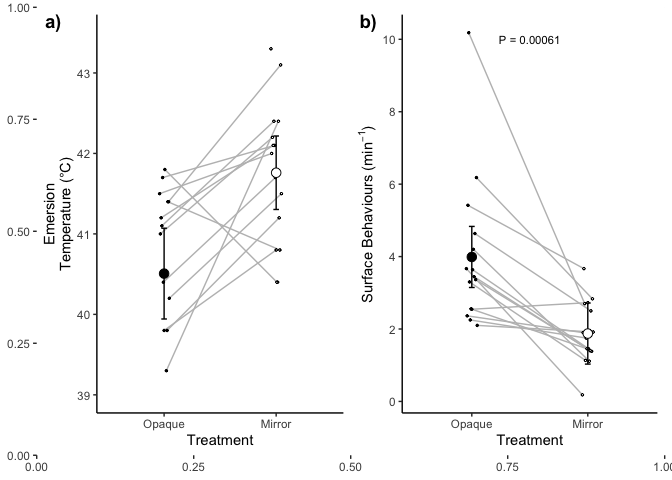 1.00
0.75
0.50
0.25
0.00
0.00
0.25
0.50
0.75
1.00
a)
43
42
41
40
39
Emersion
Temperature (°C)
Opaque
Mirror
Treatment
b)
P = 0.00061
10
8
6
4
2
0
Surface Behaviours (min⁻¹)
Opaque
Mirror
Treatment